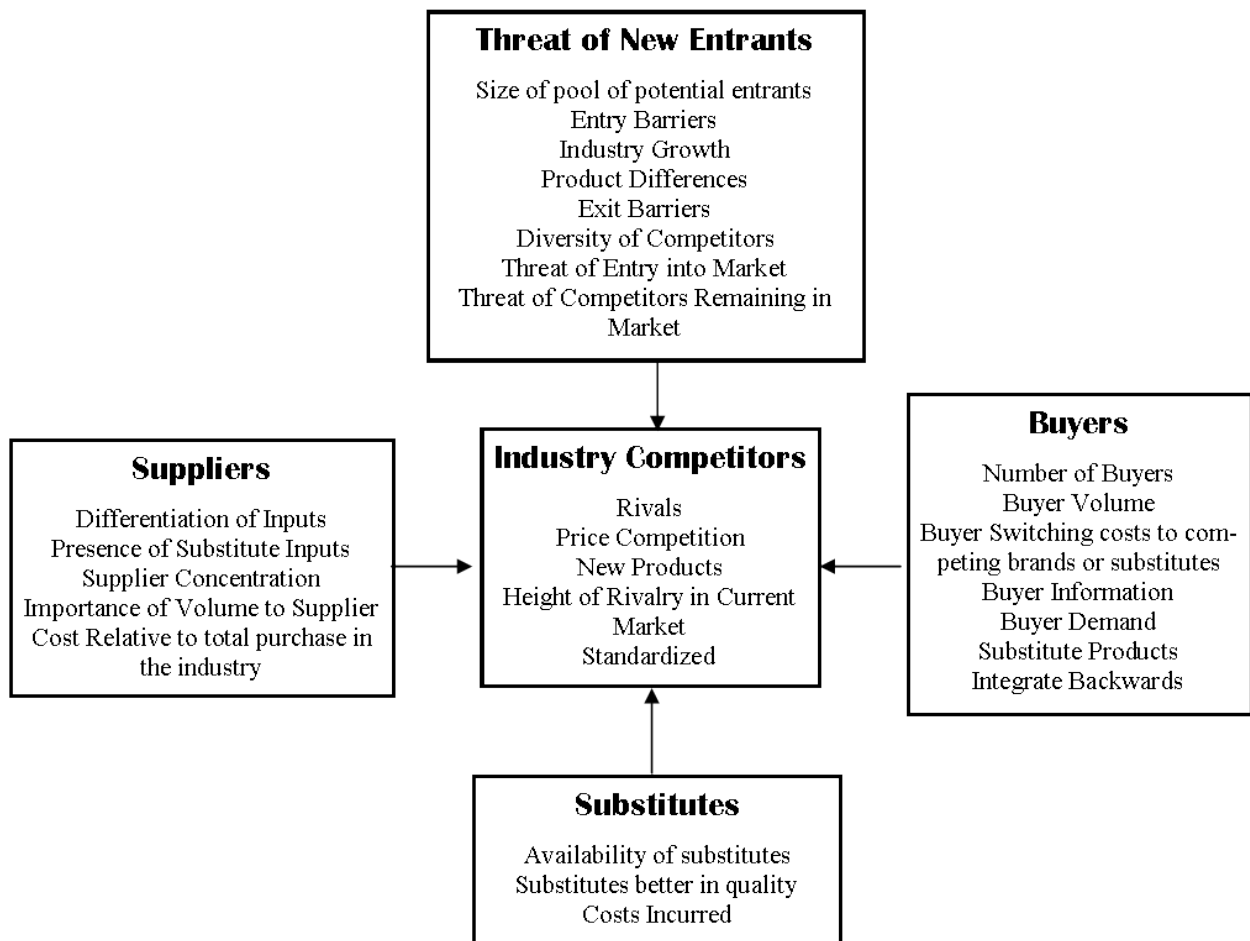 Threat of New Entrants
Size of pool of potential entrants
Entry Barriers
Industry Growth
Product Differences
Exit Barriers
Diversity of Competitors
Threat of Entry into Market
Threat of Competitors Remaining in
Market
Suppliers
Differentiation of Inputs
Presence of Substitute Inputs
Supplier Concentration
Importance of Volume to Supplier
Cost Relative to total purchase in
the industry
Industry Competitors
Rivals
Price Competition
New Products
Height of Rivalry in Current
Market
Standardized
Buyers
Number of Buyers
Buyer Volume
Buyer Switching costs to com-
peting brands or substitutes
Buyer Information
Buyer Demand
Substitute Products
Integrate Backwards
Substitutes
Availability of substitutes
Substitutes better in quality
Costs Incurred